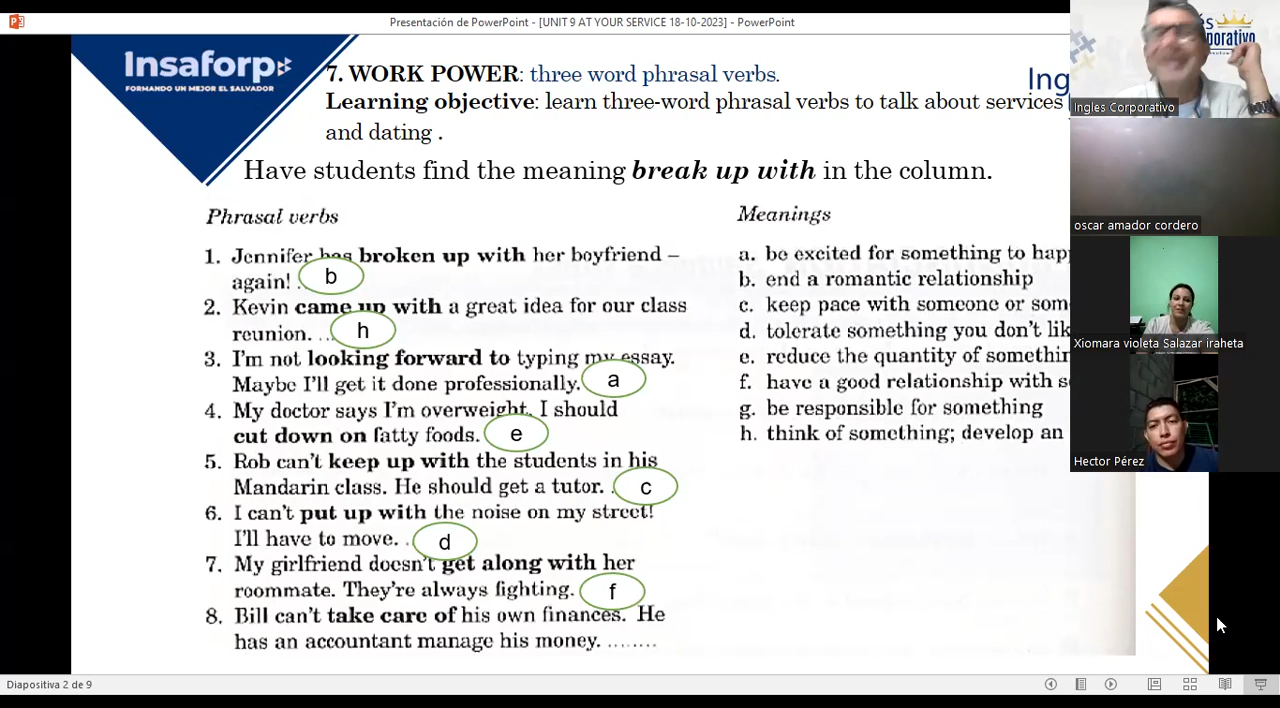 Presentación de PowerPoint - [UNIT 9 AT YOUR SERVICE 18-10-2023] - PowerPoint
Insaforp
FORMANDO UN MEJOR EL SALVADOR
7. WORK POWER: three word phrasal verbs.
Learning objective: learn three-word phrasal verbs to talk about services
and dating .
Have students find the meaning break up with in the column.
Phrasal verbs
1. Jennifer has broken up with her boyfriend –
again! b
2. Kevin came up with a great idea for our class
reunion. h
3. I'm not looking forward to typing my essay.
Maybe I'll get it done professionally. a
4. My doctor says I'm overweight. I should
cut down on fatty foods. e
5. Rob can't keep up with the students in his
Mandarin class. He should get a tutor. c
6. I can't put up with the noise on my street!
I'll have to move. d
7. My girlfriend doesn't get along with her
roommate. They're always fighting. f
8. Bill can't take care of his own finances. He
has an accountant manage his money. ........
Meanings
a. be excited for something to
b. end a romantic relationship
c. keep pace with someone or
d. tolerate something you don't
e. reduce the quantity of
f. have a good relationship with
g. be responsible for something
h. think of something; develop an
Ingles Corporativo
oscar amador cordero
Xiomara violeta Salazar iraheta
Hector Pérez
Diapositiva 2 de 9